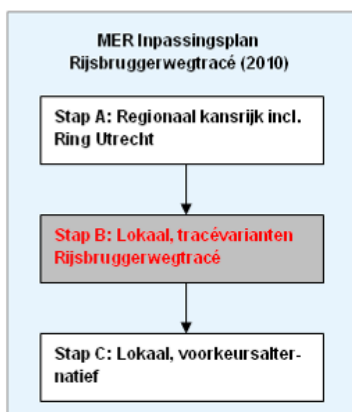 MER Inpassingsplan
Rijsbruggerwegtracé (2010)
Stap A: Regionaal kansrijk incl.
Ring Utrecht
Stap B: Lokaal, tracévarianten
Rijsbruggerwegtracé
Stap C: Lokaal, voorkeursalter-
natief